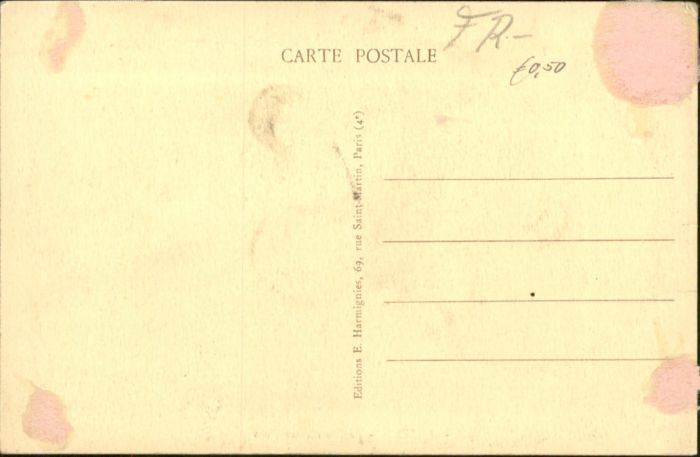 FR.-
CARTE POSTALE
€0,50
Editions E. Harmignies, 69, rue Saint-Martin, Paris (4e)